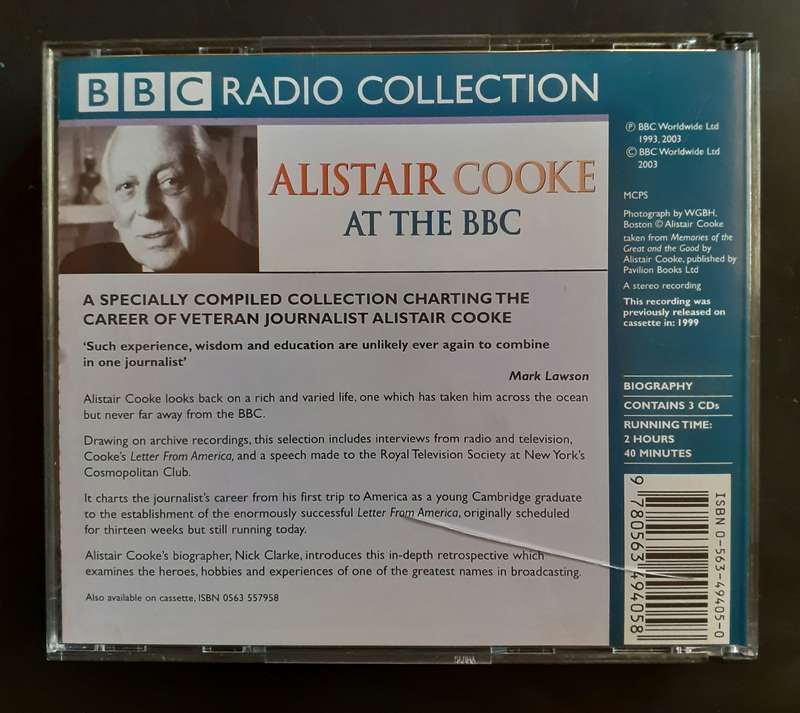 BBC RADIO COLLECTION
ALISTAIR COOKE
AT THE BBC
A SPECIALLY COMPILED COLLECTION CHARTING THE
CAREER OF VETERAN JOURNALIST ALISTAIR COOKE
‘Such experience, wisdom and education are unlikely ever again to combine
in one journalist’
Mark Lawson
Alistair Cooke looks back on a rich and varied life, one which has taken him across the ocean
but never far away from the BBC.
Drawing on archive recordings, this selection includes interviews from radio and television,
Cooke's Letter From America, and a speech made to the Royal Television Society at New York's
Cosmopolitan Club.
It charts the journalist's career from his first trip to America as a young Cambridge graduate
to the establishment of the enormously successful Letter From America, originally scheduled
for thirteen weeks but still running today.
Alistair Cooke's biographer, Nick Clarke, introduces this in-depth retrospective which
examines the heroes, hobbies and experiences of one of the greatest names in broadcasting.
Also available on cassette, ISBN 0563 557958
℗ BBC Worldwide Ltd
1993, 2003
© BBC Worldwide Ltd
2003
MCPS
Photograph by WGBH,
Boston © Alistair Cooke
taken from Memories of the
Great and the Good by
Alistair Cooke, published by
Pavilion Books Ltd
A stereo recording
This recording was
previously released on
cassette in: 1999
BIOGRAPHY
CONTAINS 3 CDs
RUNNING TIME:
2 HOURS
40 MINUTES
ISBN 0-563-49405-0
9 780563 494058